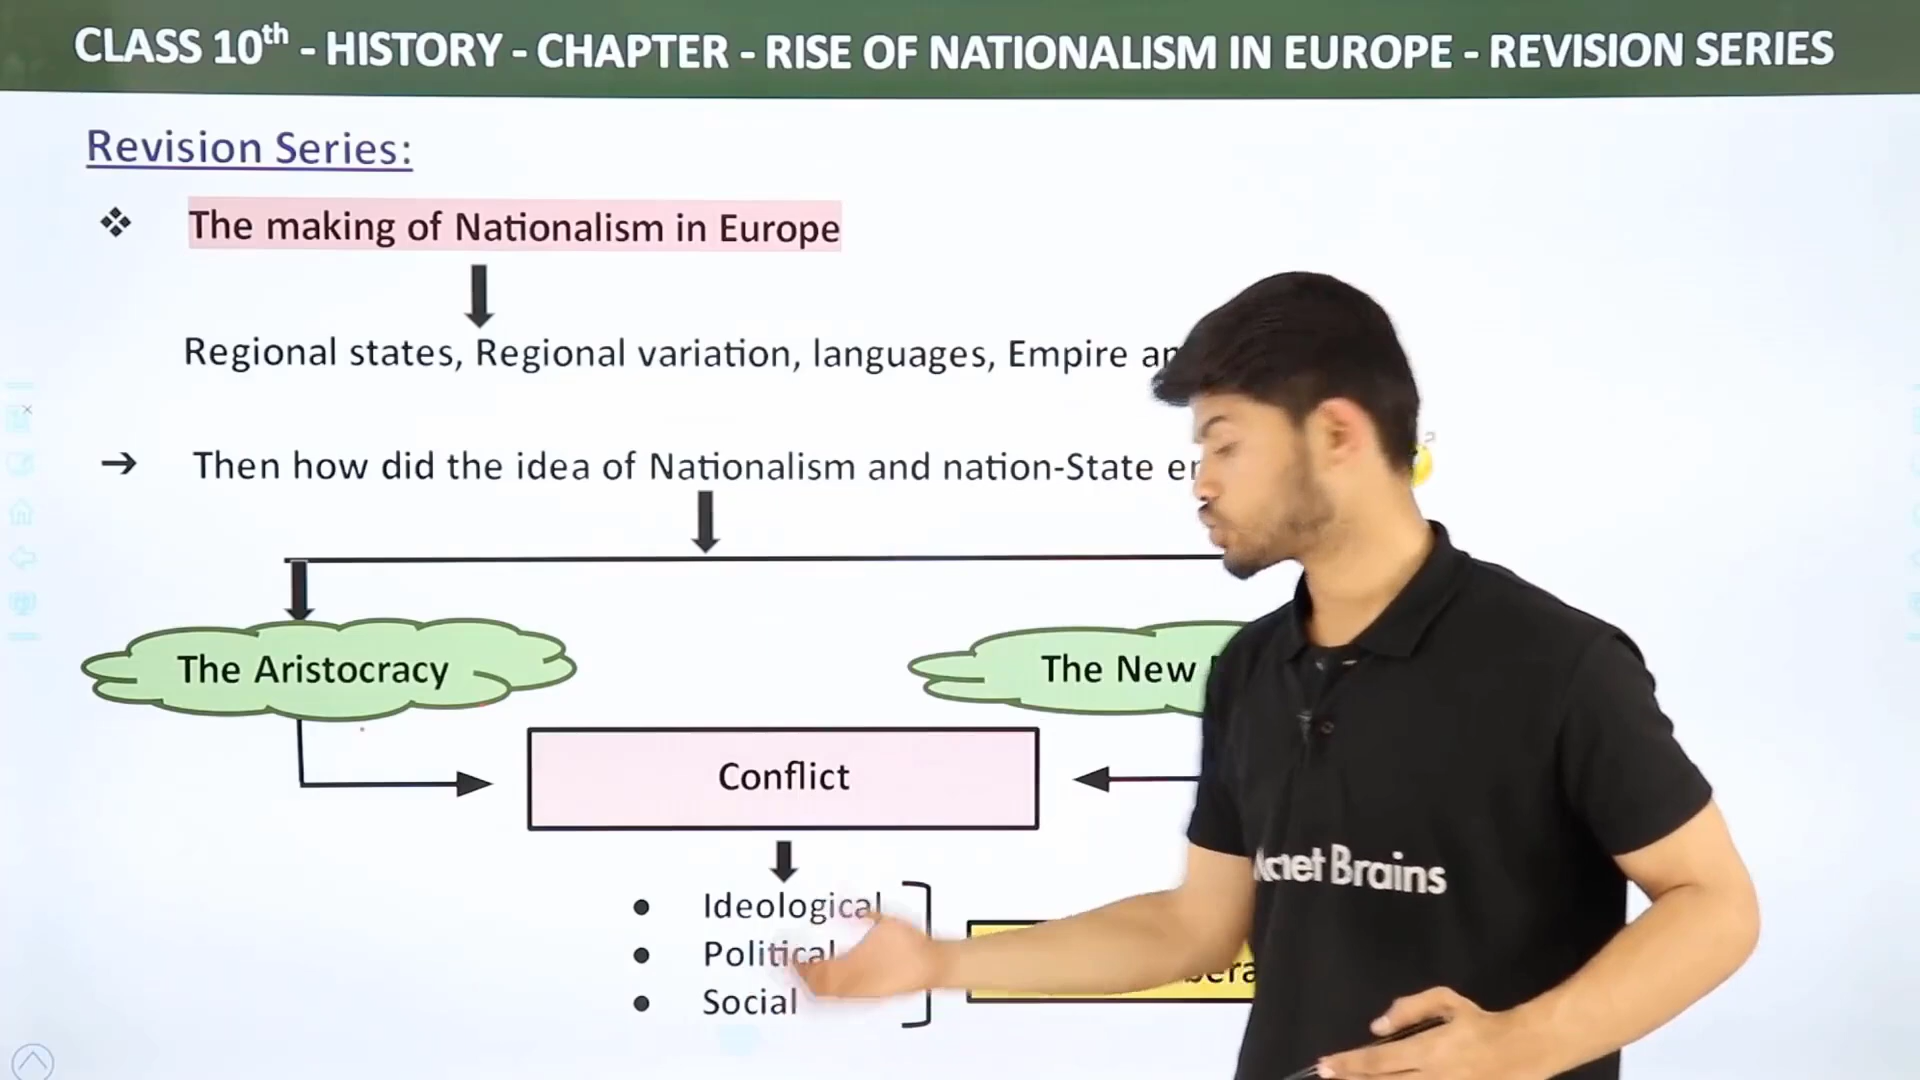 CLASS 10th - HISTORY - CHAPTER - RISE OF NATIONALISM IN EUROPE - REVISION SERIES
Revision Series:
The making of Nationalism in Europe
Regional states, Regional variation, languages, Empire
Then how did the idea of Nationalism and nation-State
The Aristocracy
The New
Conflict
Ideological
Political
Social
Brains